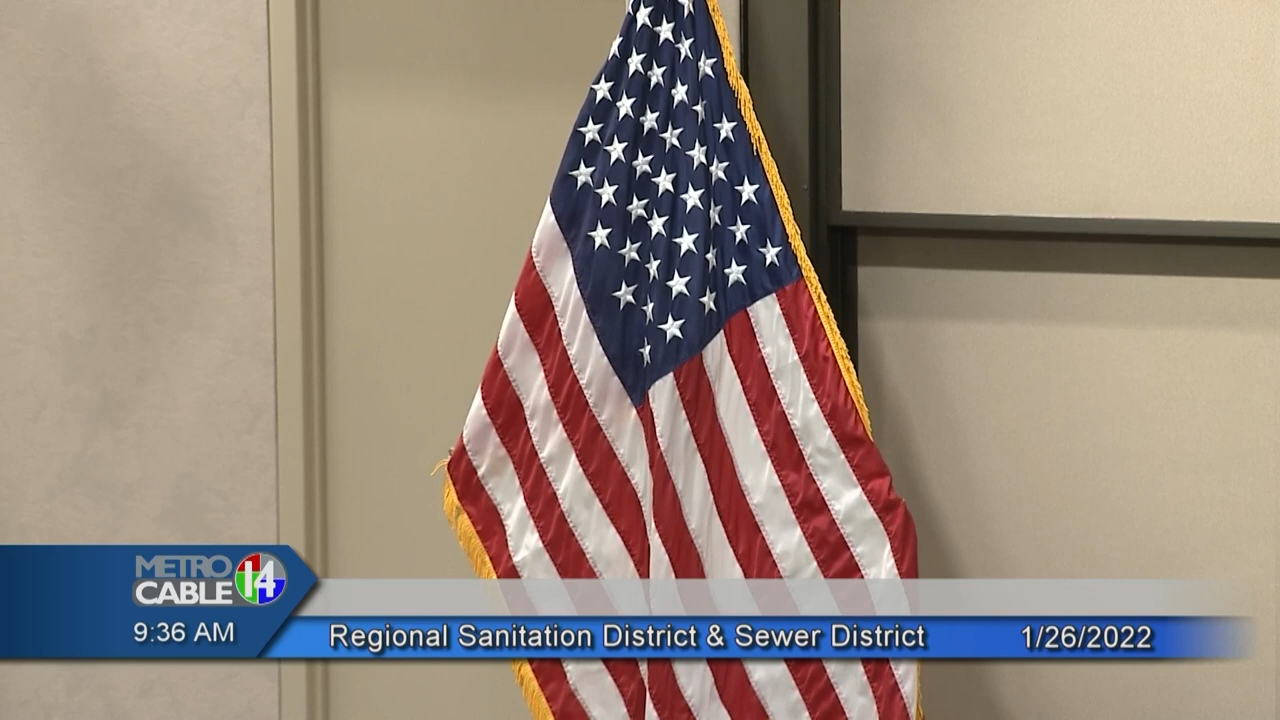 METRO
CABLE 14
9:36 AM
Regional Sanitation District & Sewer District
1/26/2022